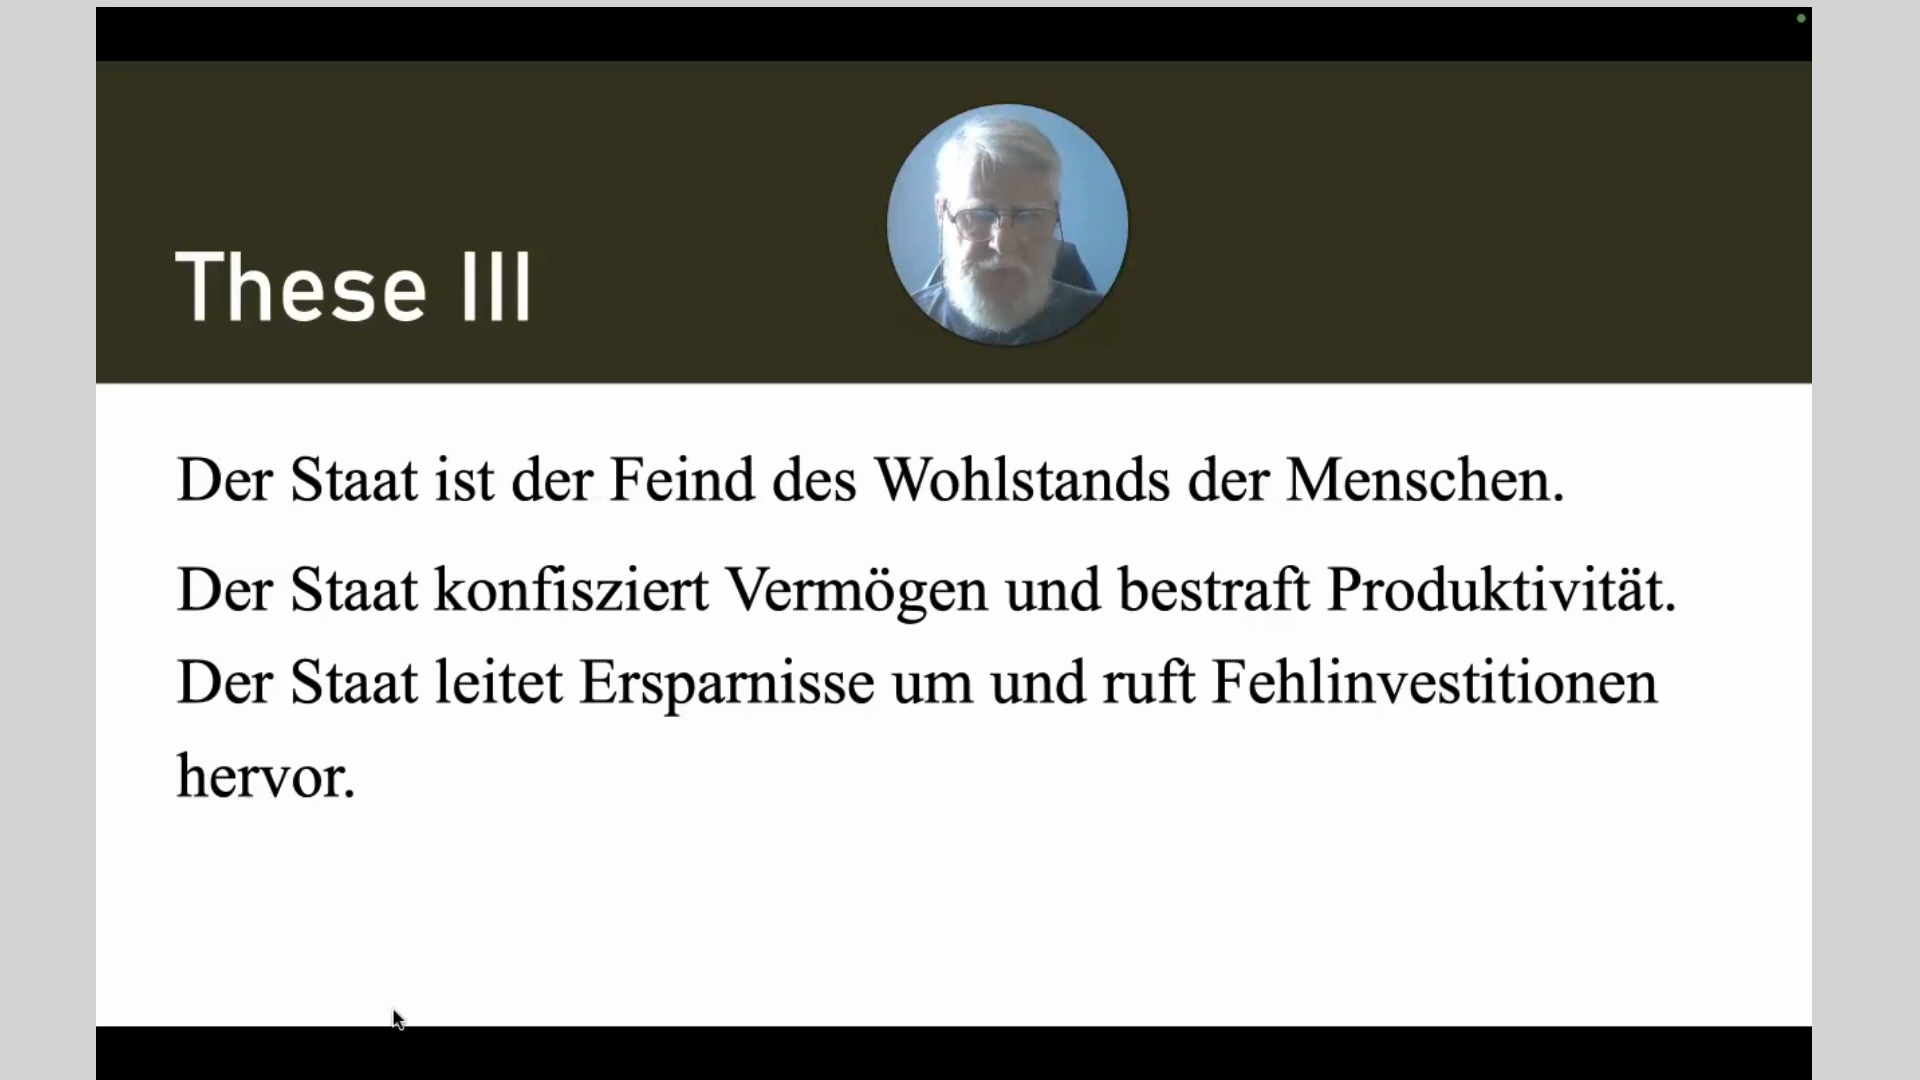 These III
Der Staat ist der Feind des Wohlstands der Menschen.
Der Staat konfisziert Vermögen und bestraft Produktivität.
Der Staat leitet Ersparnisse um und ruft Fehlinvestitionen
hervor.